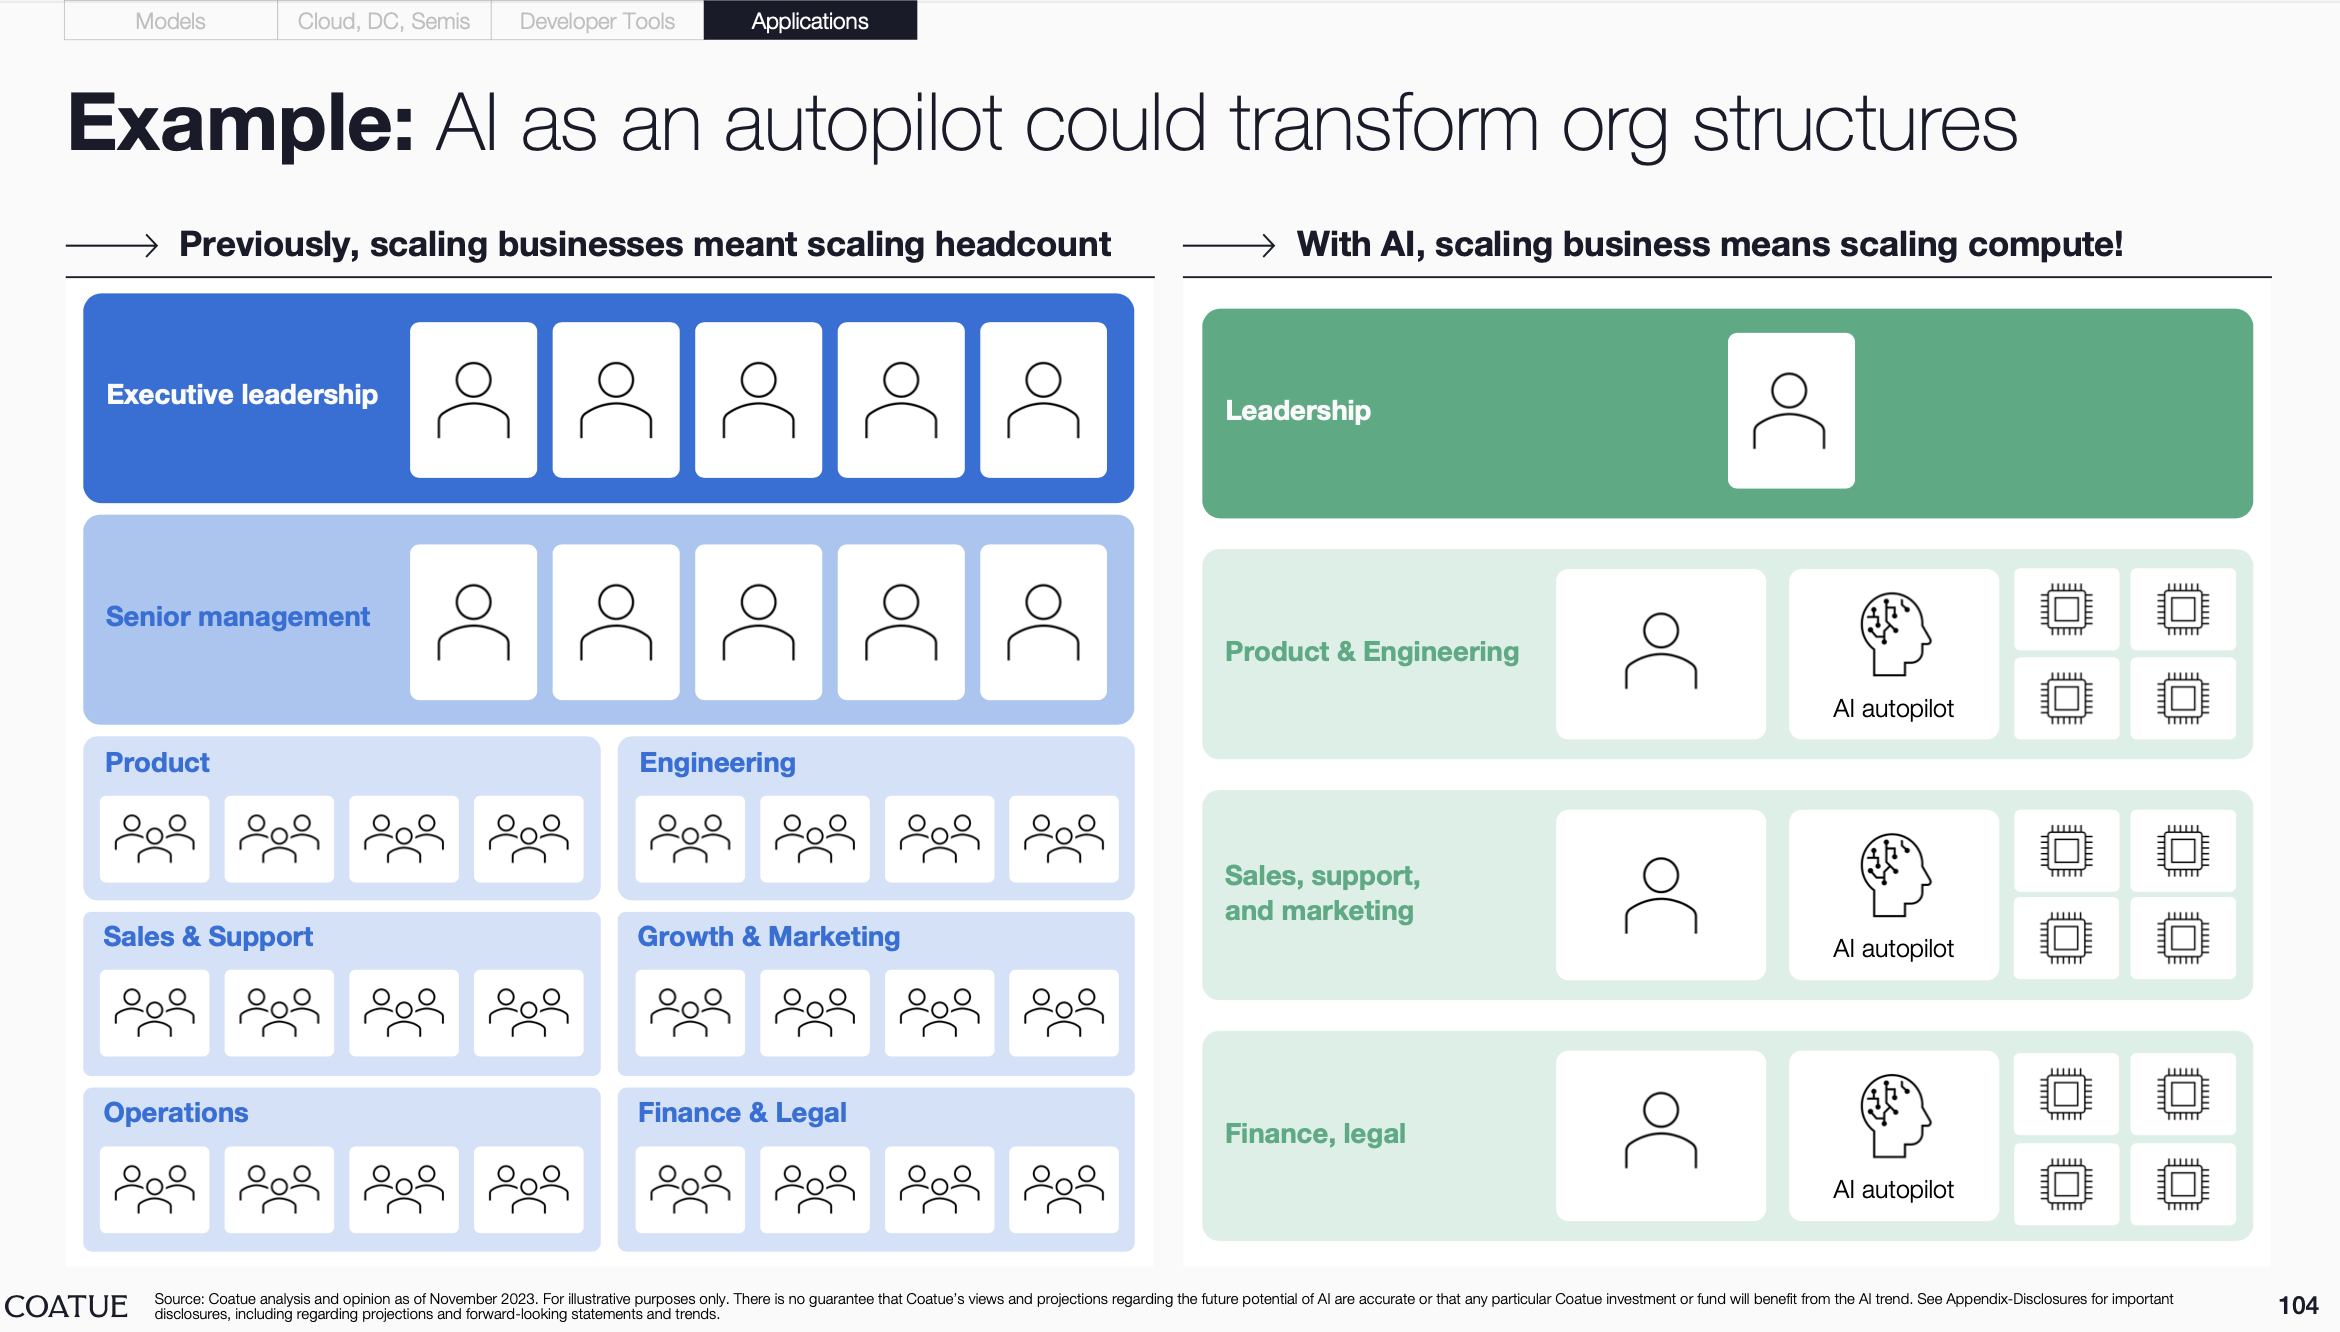 Models
Cloud, DC, Semis
Developer Tools
Applications
Example: AI as an autopilot could transform org structures
Previously, scaling businesses meant scaling headcount
Executive leadership
Senior management
Product
Engineering
Sales & Support
Growth & Marketing
Operations
Finance & Legal
With AI, scaling business means scaling compute!
Leadership
Product & Engineering
AI autopilot
Sales, support,
and marketing
AI autopilot
Finance, legal
AI autopilot
COATUE
Source: Coatue analysis and opinion as of November 2023. For illustrative purposes only. There is no guarantee that Coatue's views and projections regarding the future potential of AI are accurate or that any particular Coatue investment or fund will benefit from the AI trend. See Appendix-Disclosures for important
disclosures, including regarding projections and forward-looking statements and trends.
104